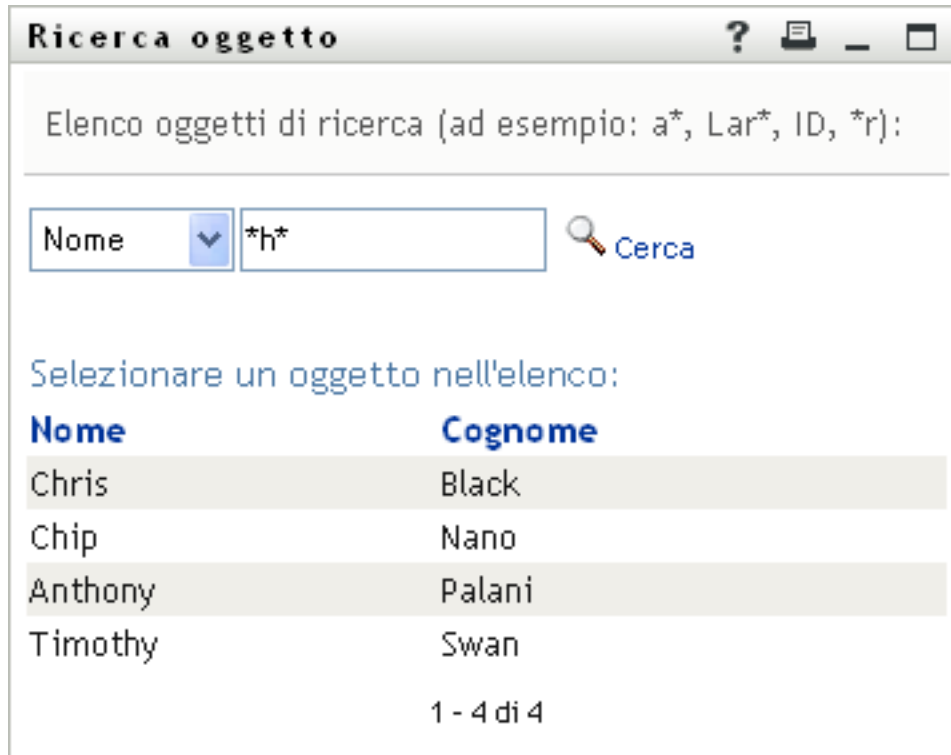 Ricerca oggetto ?
Elenco oggetti di ricerca (ad esempio: a*, Lar*, ID, *r):
Nome *h* Cerca
Selezionare un oggetto nell'elenco:
Nome Cognome
Chris Black
Chip Nano
Anthony Palani
Timothy Swan
1 - 4 di 4